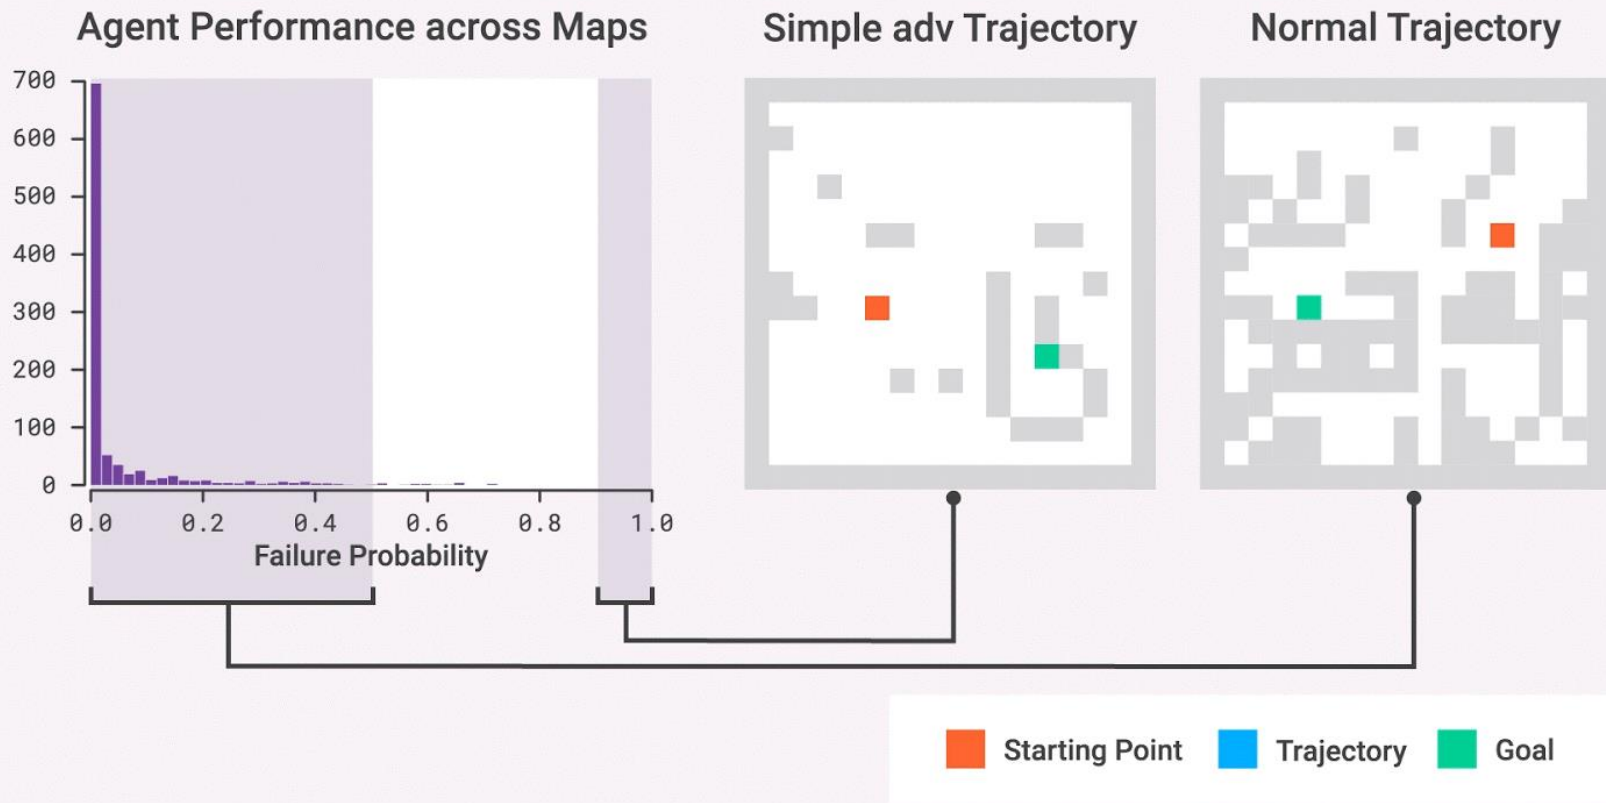 Agent Performance across Maps
Simple adv Trajectory
Normal Trajectory
700
600
500
400
300
200
100
0
0.0 0.2 0.4 0.6 0.8 1.0
Failure Probability
Starting Point Trajectory Goal